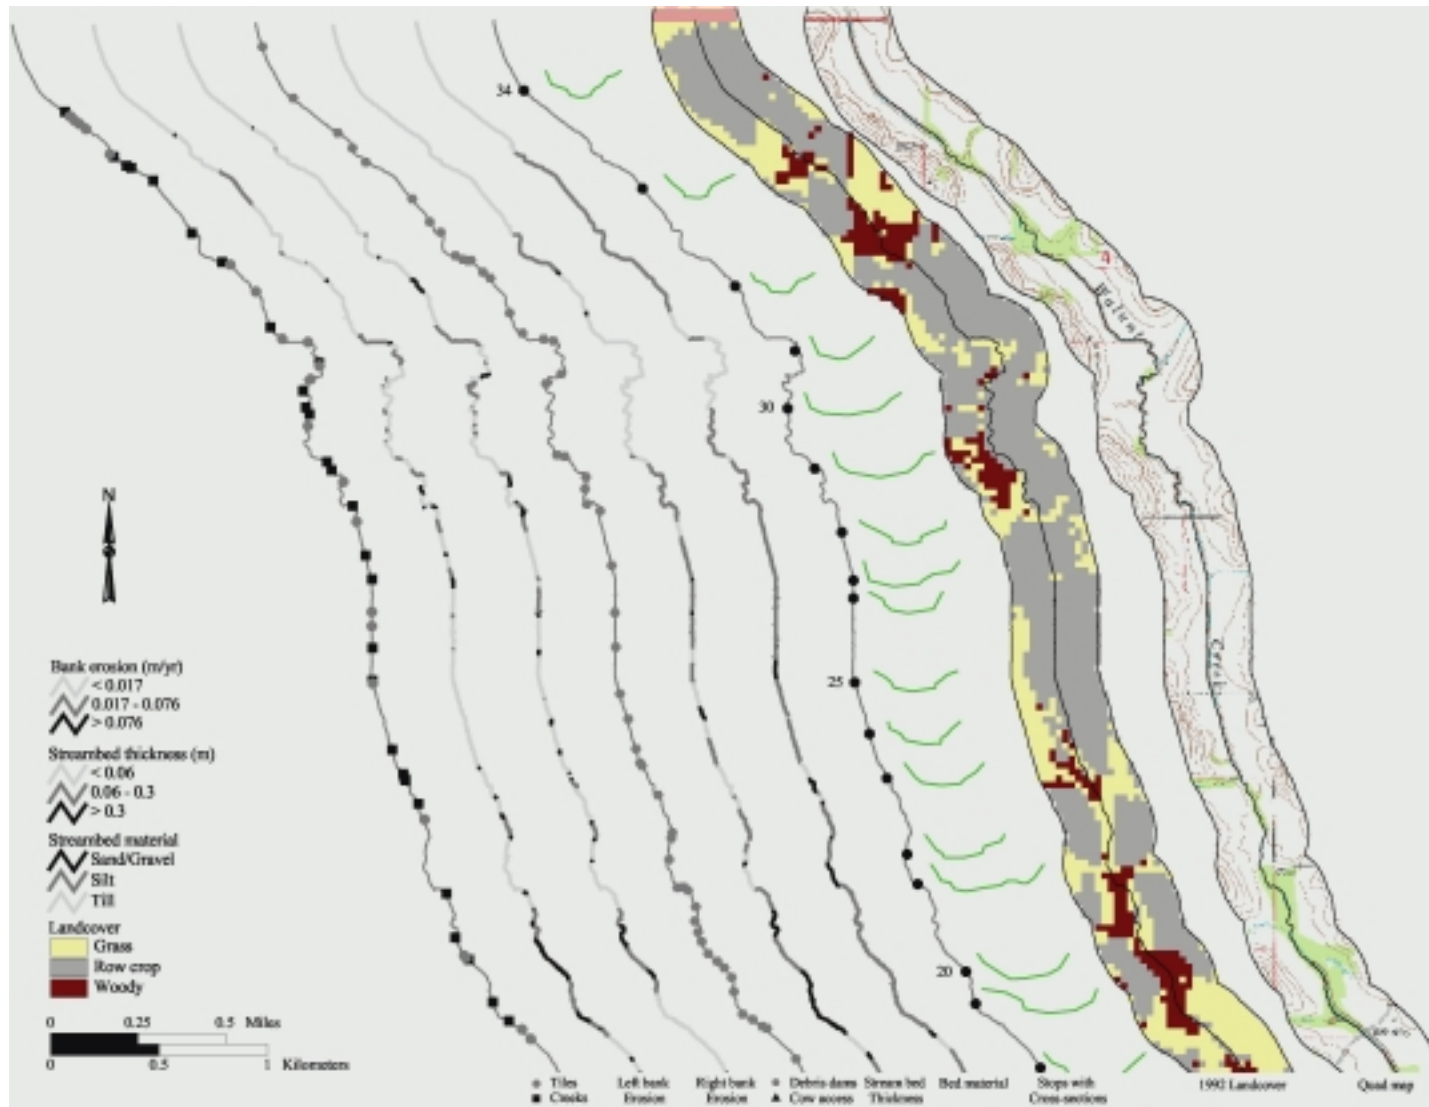 34
4
Walnut
30
N
Creek
Bank erosion (m/yr)
< 0.017
0.017 - 0.076
> 0.076
25
Streambed thickness (m)
< 0.06
0.06 - 0.3
> 0.3
Streambed material
Sand/Gravel
Silt
Till
Landcover
Grass
Row crop
Woody
20
0 0.25 0.5 Miles
0 0.5 1 Kilometers
Tiles
Creeks
Left bank
Erosion
Right bank
Erosion
Debris dams
Cow access
Stream bed
Thickness
Bed material
Stops with
Cross-sections
1992 Landcover
Quad map